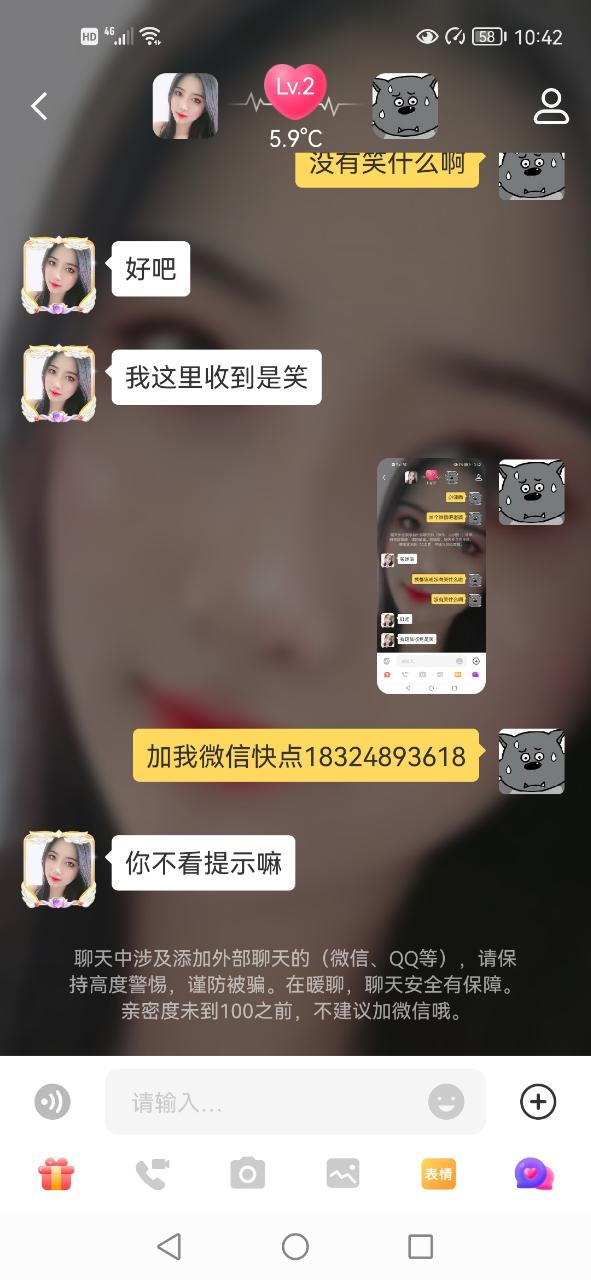 HD 4G 58 10:42
Lv.2
5.9℃
没有笑什么啊
好吧
我这里收到是笑
加我微信快点18324893618
你不看提示嘛
聊天中涉及添加外部聊天的（微信、QQ等），请保
持高度警惕，谨防被骗。在暖聊，聊天安全有保障。
亲密度未到100之前，不建议加微信哦。
请输入...
表情